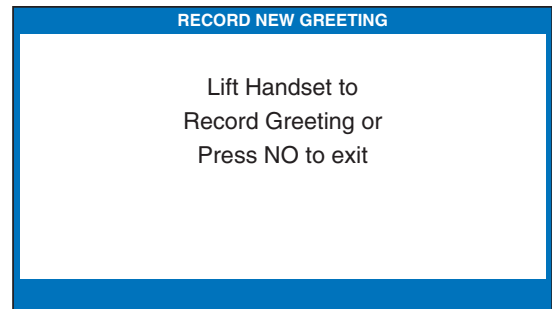 RECORD NEW GREETING
Lift Handset to
Record Greeting or
Press NO to exit